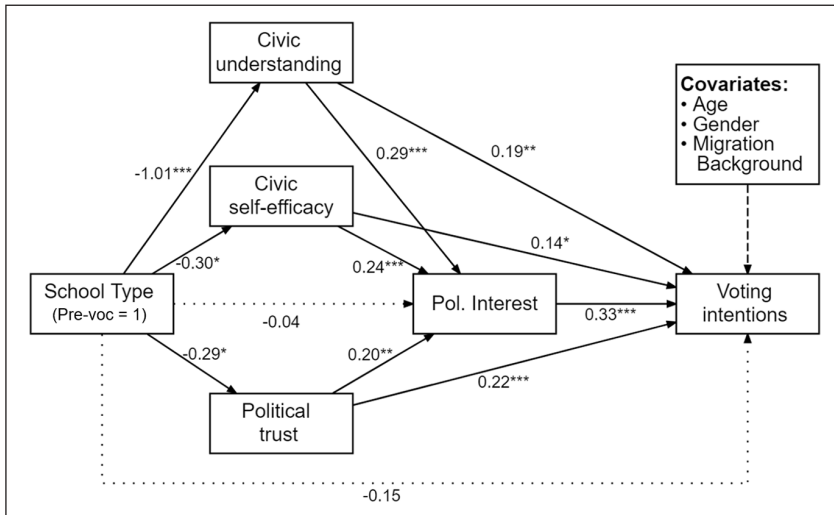 Civic
understanding
Covariates:
• Age
• Gender
• Migration
Background
-1.01***
0.29***
0.19**
Civic
self-efficacy
-0.30*
0.24***
0.14*
School Type
(Pre-voc = 1)
-0.04
Pol. Interest
0.33***
Voting
intentions
-0.29*
0.20**
0.22***
Political
trust
-0.15